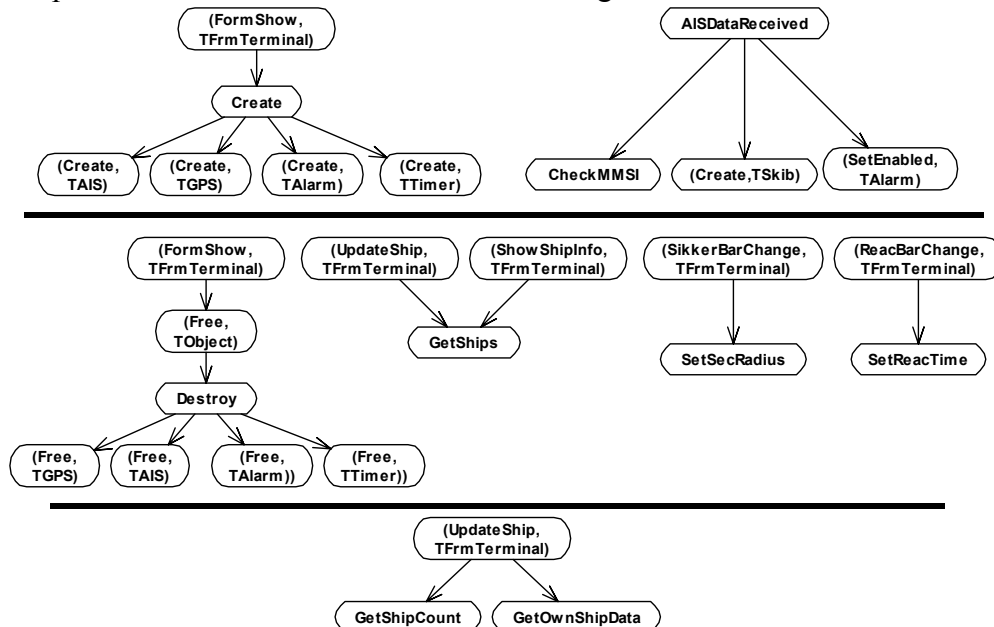 (FormShow,
TFrmTerminal)
AISDataReceived
Create
(Create,
TAIS)
(Create,
TGPS)
(Create,
TAlarm)
(Create,
TTimer)
CheckMMSI
(Create,TSkib)
(SetEnabled,
TAlarm)
(FormShow,
TFrmTerminal)
(UpdateShip,
TFrmTerminal)
(ShowShipInfo,
TFrmTerminal)
(SikkerBarChange,
TFrmTerminal)
(ReacBarChange,
TFrmTerminal)
(Free,
TObject)
GetShips
SetSecRadius
SetReacTime
Destroy
(Free,
TGPS)
(Free,
TAIS)
(Free,
TAlarm))
(Free,
TTimer))
(UpdateShip,
TFrmTerminal)
GetShipCount
GetOwnShipData